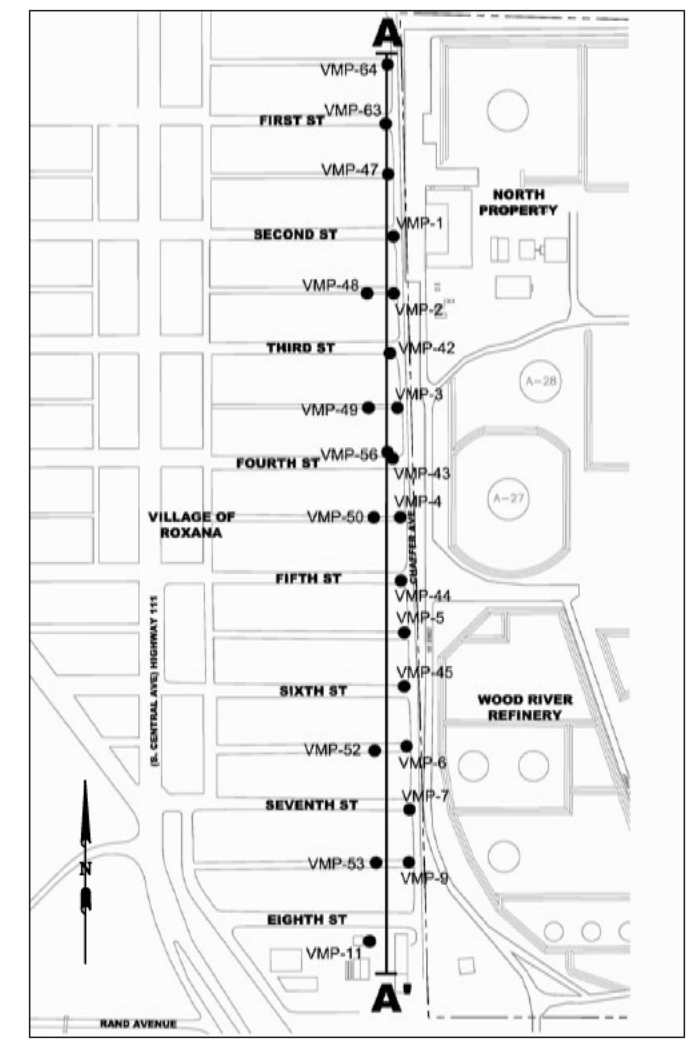 A
VMP-64
VMP-63
FIRST ST
VMP-47
NORTH
PROPERTY
VMP-1
SECOND ST
VMP-48
VMP-2
THIRD ST
VMP-42
A-28
VMP-3
VMP-49
VMP-56
FOURTH ST
VMP-43
VMP-4
A-27
VILLAGE OF
ROXANA
VMP-50
CHAFFER AVE
FIFTH ST
VMP-44
VMP-5
(S. CENTRAL AVE) HIGHWAY 111
VMP-45
SIXTH ST
WOOD RIVER
REFINERY
VMP-52
VMP-6
VMP-7
SEVENTH ST
VMP-53
N
VMP-9
EIGHTH ST
VMP-11
A'
RAND AVENUE